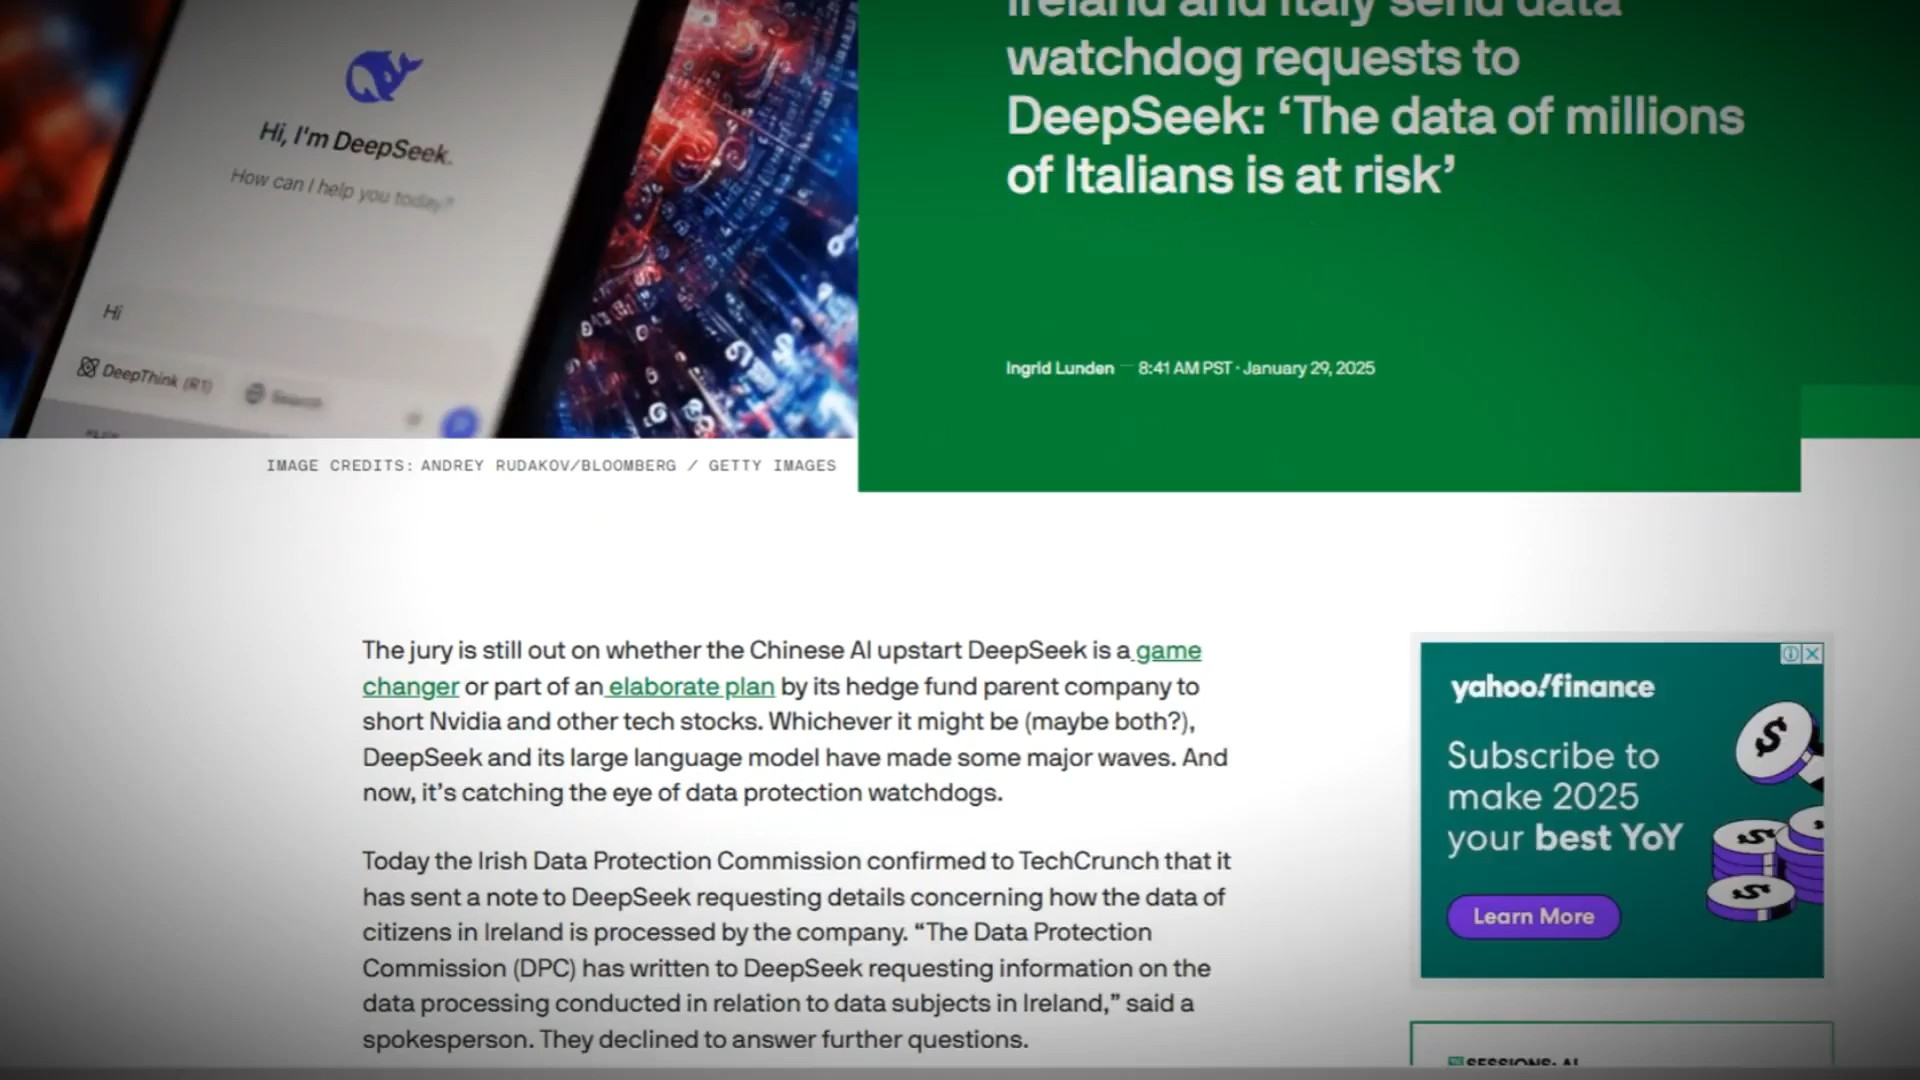 Hi, I'm DeepSeek.
How can I help you today?
Hi
DeepThink (R1)
Search
IMAGE CREDITS: ANDREY RUDAKOV/BLOOMBERG / GETTY IMAGES
Ireland and Italy send data
watchdog requests to
DeepSeek: ‘The data of millions
of Italians is at risk’
Ingrid Lunden — 8:41 AM PST · January 29, 2025
The jury is still out on whether the Chinese AI upstart DeepSeek is a game
changer or part of an elaborate plan by its hedge fund parent company to
short Nvidia and other tech stocks. Whichever it might be (maybe both?),
DeepSeek and its large language model have made some major waves. And
now, it’s catching the eye of data protection watchdogs.
Today the Irish Data Protection Commission confirmed to TechCrunch that it
has sent a note to DeepSeek requesting details concerning how the data of
citizens in Ireland is processed by the company. “The Data Protection
Commission (DPC) has written to DeepSeek requesting information on the
data processing conducted in relation to data subjects in Ireland,” said a
spokesperson. They declined to answer further questions.
yahoo!finance
Subscribe to
make 2025
your best YoY
Learn More
SESSIONS: AI